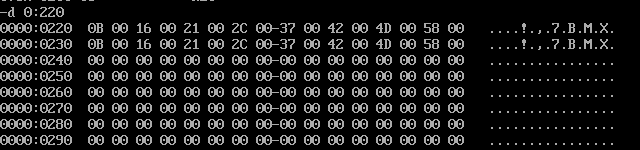 -d 0:220
0000:0220  0B 00 16 00 21 00 2C 00-37 00 42 00 4D 00 58 00   ....!.,.7.B.M.X.
0000:0230  0B 00 16 00 21 00 2C 00-37 00 42 00 4D 00 58 00   ....!.,.7.B.M.X.
0000:0240  00 00 00 00 00 00 00 00-00 00 00 00 00 00 00 00   ................
0000:0250  00 00 00 00 00 00 00 00-00 00 00 00 00 00 00 00   ................
0000:0260  00 00 00 00 00 00 00 00-00 00 00 00 00 00 00 00   ................
0000:0270  00 00 00 00 00 00 00 00-00 00 00 00 00 00 00 00   ................
0000:0280  00 00 00 00 00 00 00 00-00 00 00 00 00 00 00 00   ................
0000:0290  00 00 00 00 00 00 00 00-00 00 00 00 00 00 00 00   ................